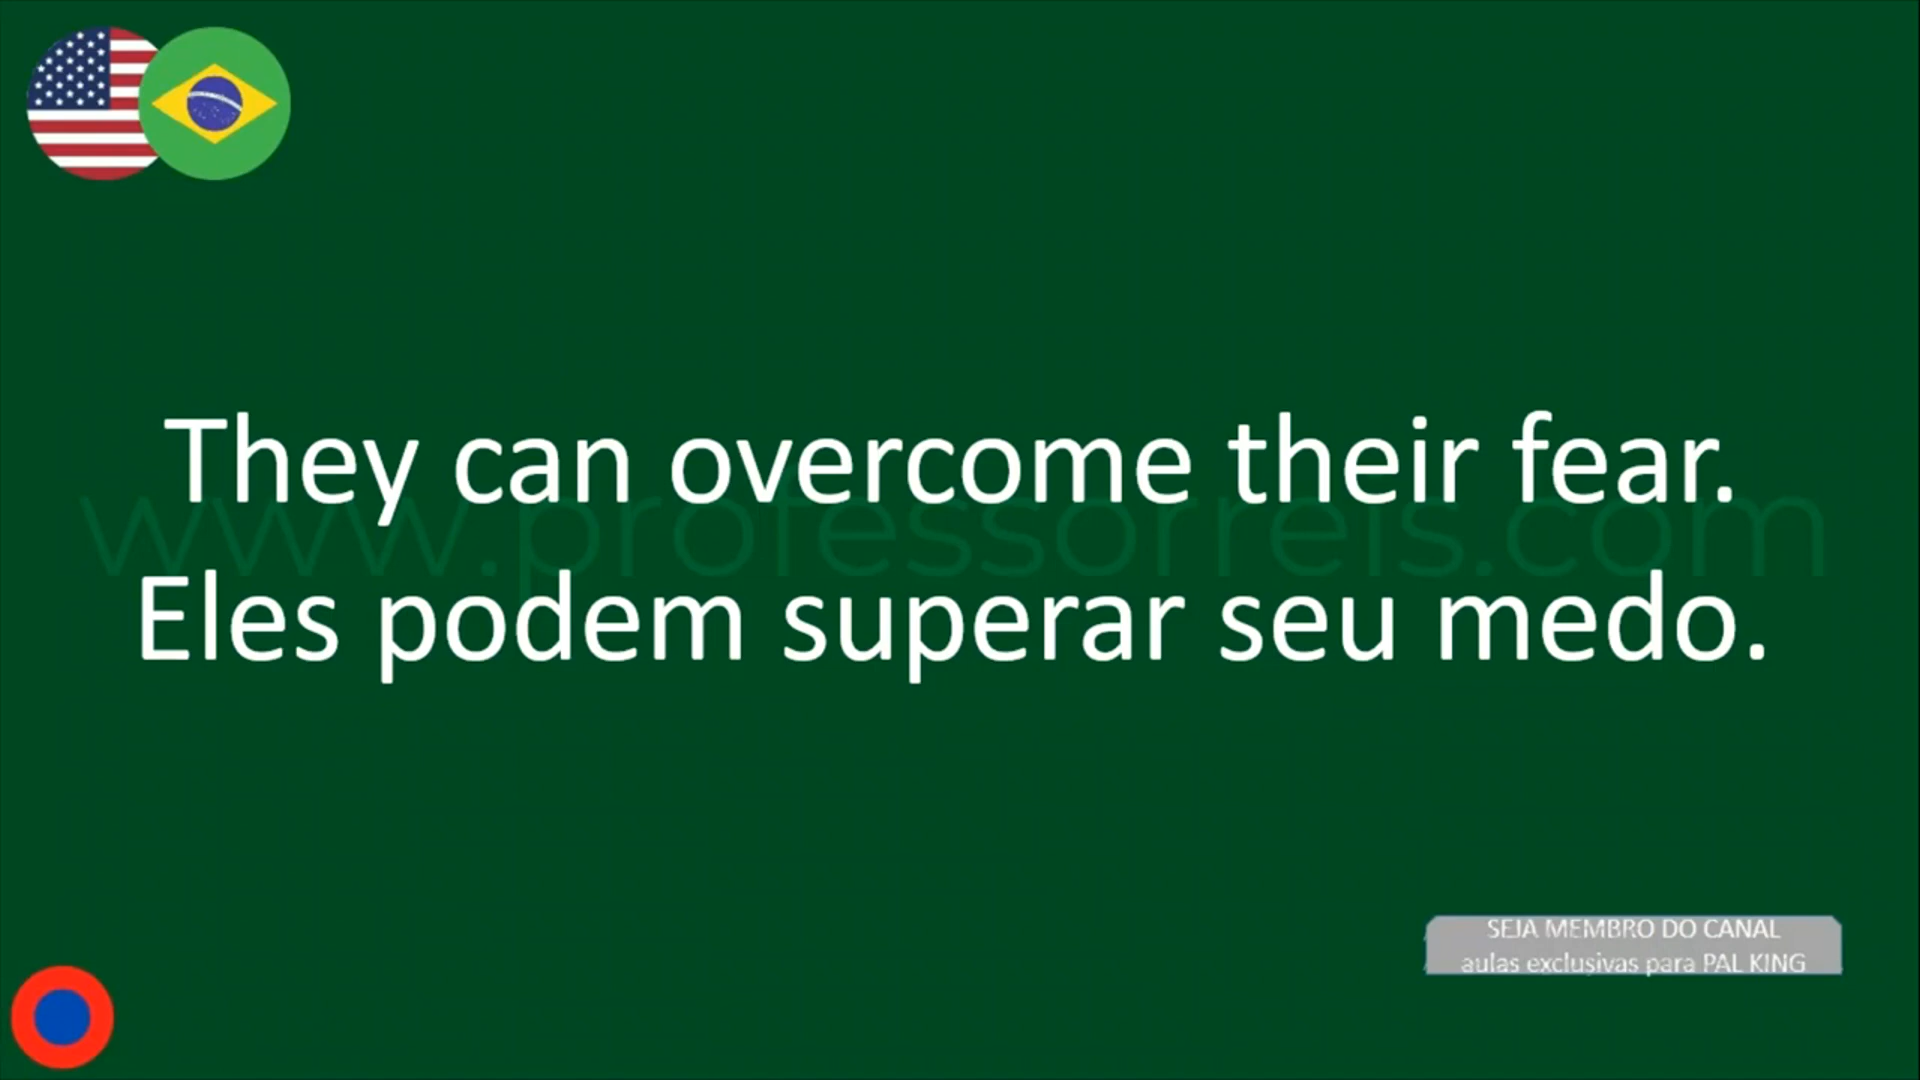 They can overcome their fear.
www.professorreis.com
Eles podem superar seu medo.
SEJA MEMBRO DO CANAL
aulas exclusivas para PAL KING